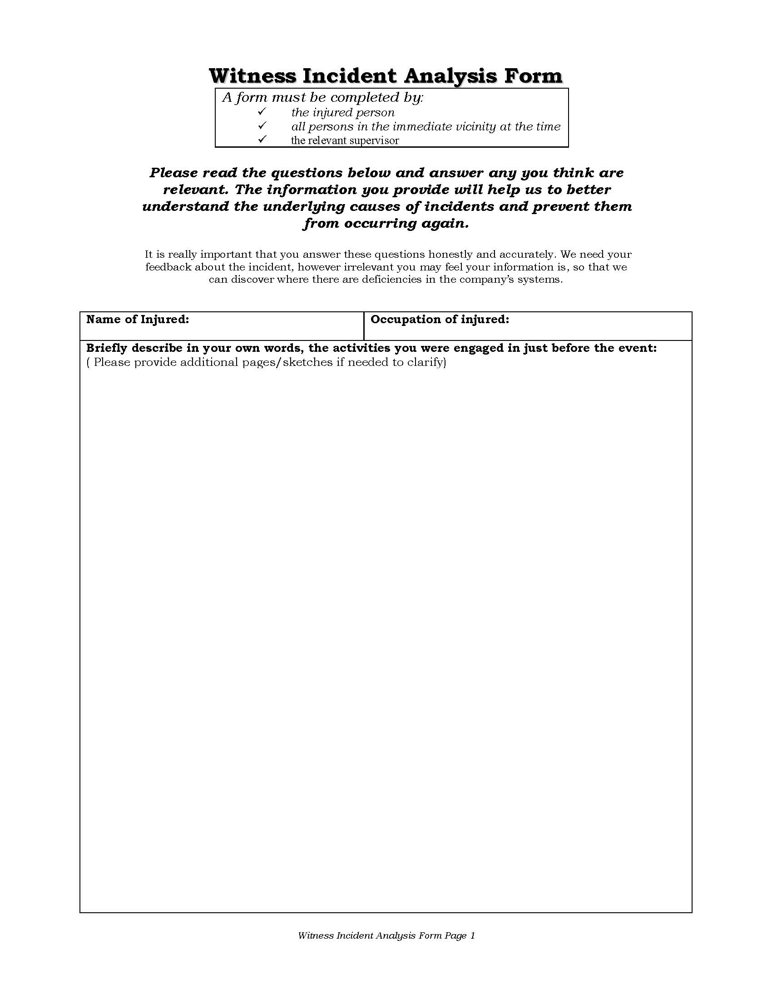 Witness Incident Analysis Form
A form must be completed by:
✓ the injured person
✓ all persons in the immediate vicinity at the time
✓ the relevant supervisor
Please read the questions below and answer any you think are
relevant. The information you provide will help us to better
understand the underlying causes of incidents and prevent them
from occurring again.
It is really important that you answer these questions honestly and accurately. We need your
feedback about the incident, however irrelevant you may feel your information is, so that we
can discover where there are deficiencies in the company’s systems.
Name of Injured:
Occupation of injured:
Briefly describe in your own words, the activities you were engaged in just before the event:
( Please provide additional pages/sketches if needed to clarify)
Witness Incident Analysis Form Page 1